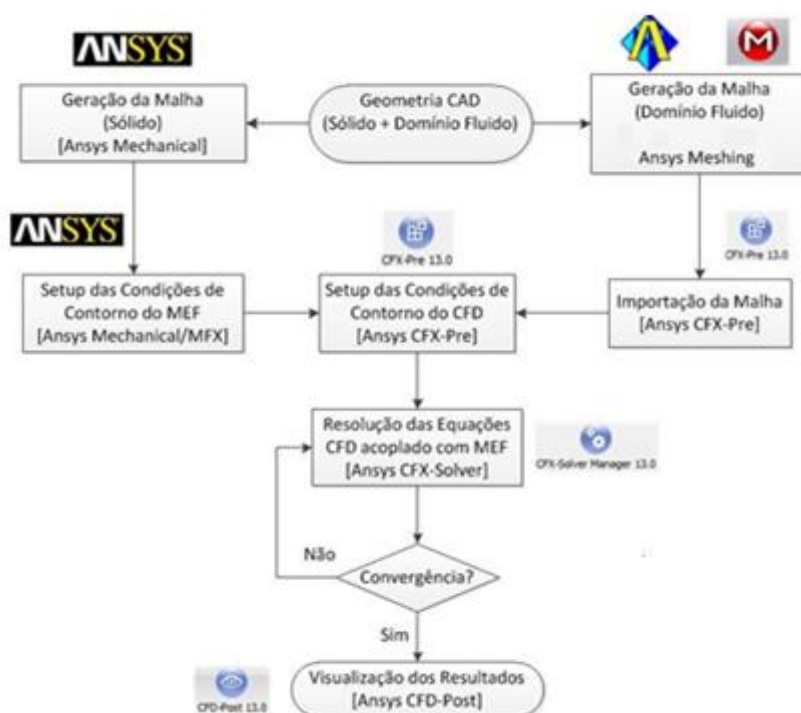 ANSYS
M
Geração da Malha
(Sólido)
[Ansys Mechanical]
Geometria CAD
(Sólido + Domínio Fluido)
Geração da Malha
(Domínio Fluido)
Ansys Meshing
ANSYS
CFX-Pre 13.0
CFX-Pre 13.0
Setup das Condições de
Contorno do MEF
[Ansys Mechanical/MFX]
Setup das Condições de
Contorno do CFD
[Ansys CFX-Pre]
Importação da Malha
[Ansys CFX-Pre]
Resolução das Equações
CFD acoplado com MEF
[Ansys CFX-Solver]
CFX-Solver Manager 13.0
Não
Convergência?
Sim
CFD-Post 13.0
Visualização dos Resultados
[Ansys CFD-Post]